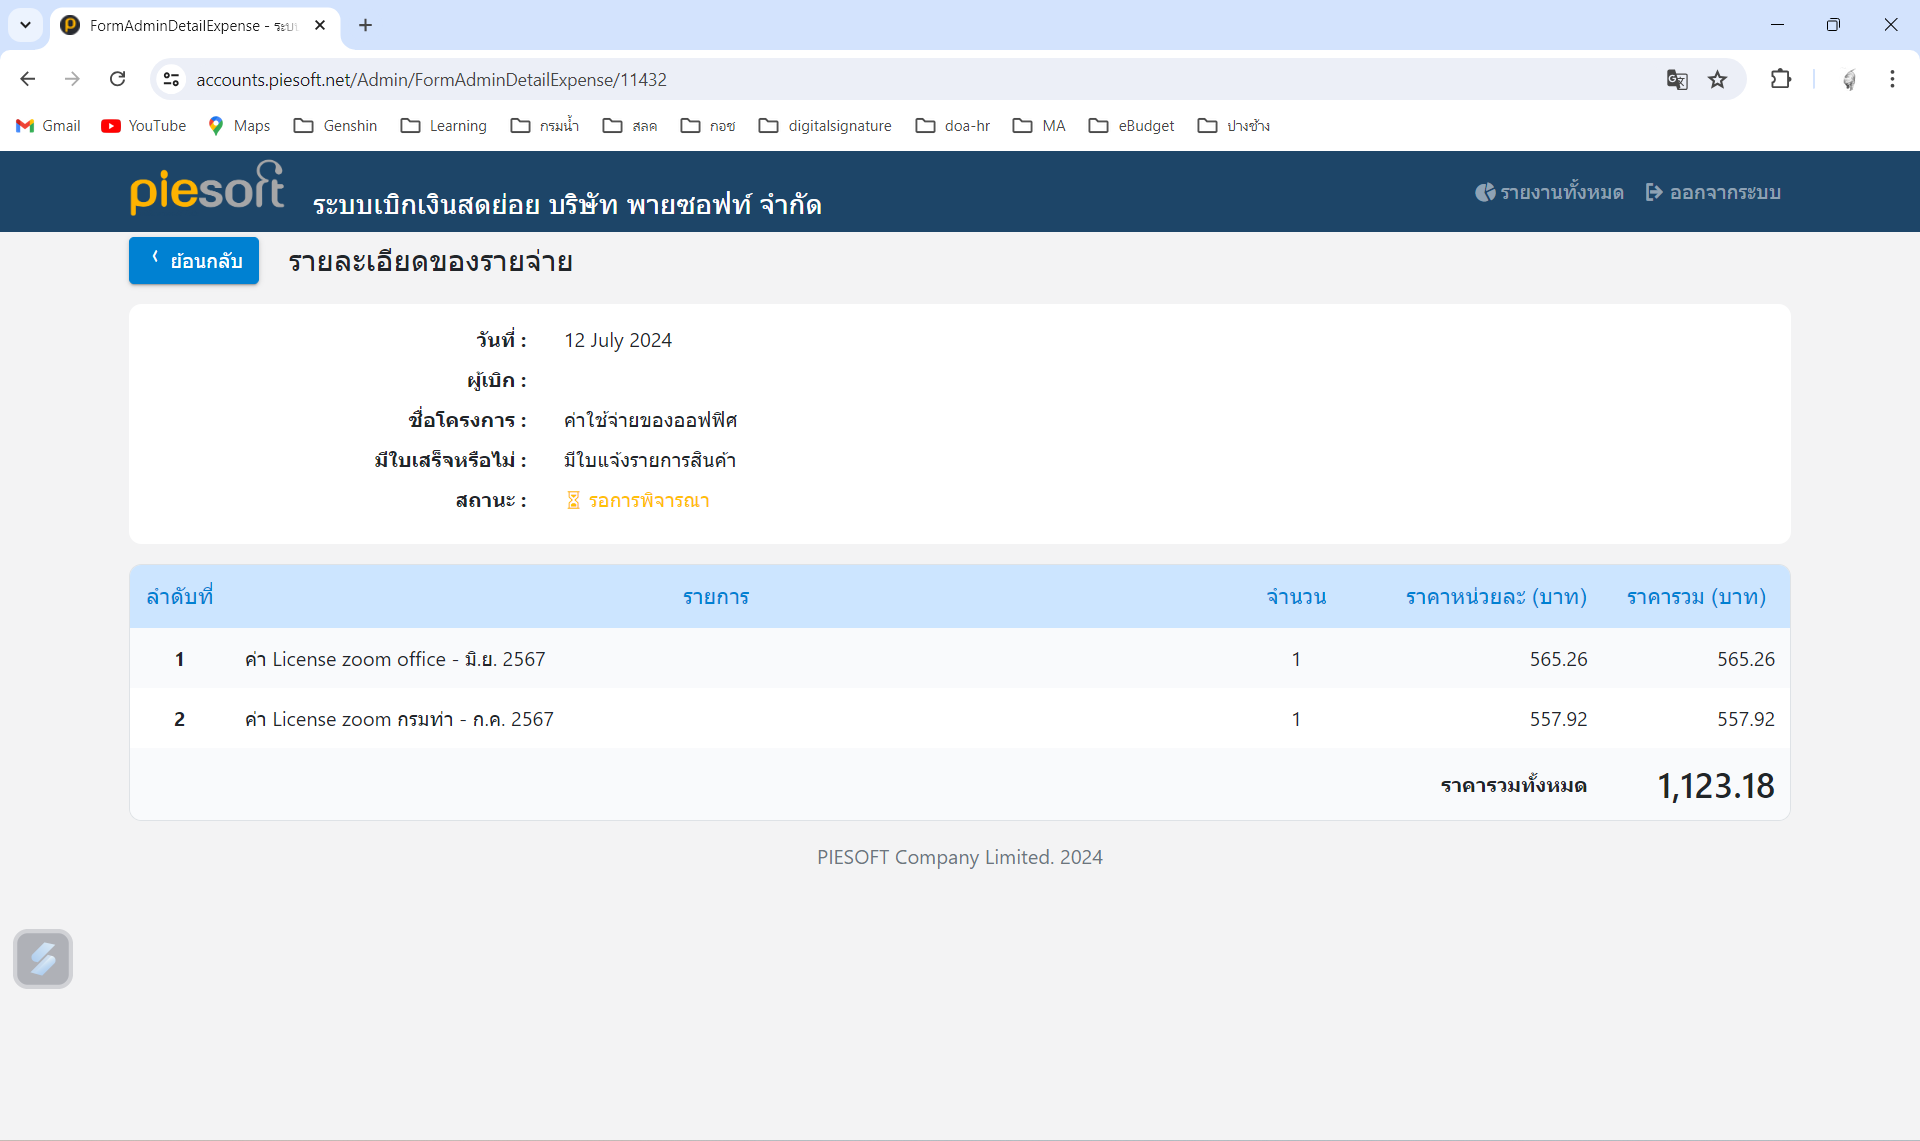 FormAdminDetailExpense - ระบบ
accounts.piesoft.net/Admin/FormAdminDetailExpense/11432
Gmail YouTube Maps Genshin Learning กรมน้ำ สลค กอช digitalsignature doa-hr MA eBudget ปางช้าง
piesoft ระบบเบิกเงินสดย่อย บริษัท พายซอฟท์ จำกัด รายงานทั้งหมด ออกจากระบบ
ย้อนกลับ รายละเอียดของรายจ่าย
วันที่ : 12 July 2024
ผู้เบิก :
ชื่อโครงการ : ค่าใช้จ่ายของออฟฟิศ
มีใบเสร็จหรือไม่ : มีใบแจ้งรายการสินค้า
สถานะ : รอการพิจารณา
ลำดับที่ รายการ จำนวน ราคาหน่วยละ (บาท) ราคารวม (บาท)
1 ค่า License zoom office - มิ.ย. 2567 1 565.26 565.26
2 ค่า License zoom กรมท่า - ก.ค. 2567 1 557.92 557.92
ราคารวมทั้งหมด 1,123.18
PIESOFT Company Limited. 2024